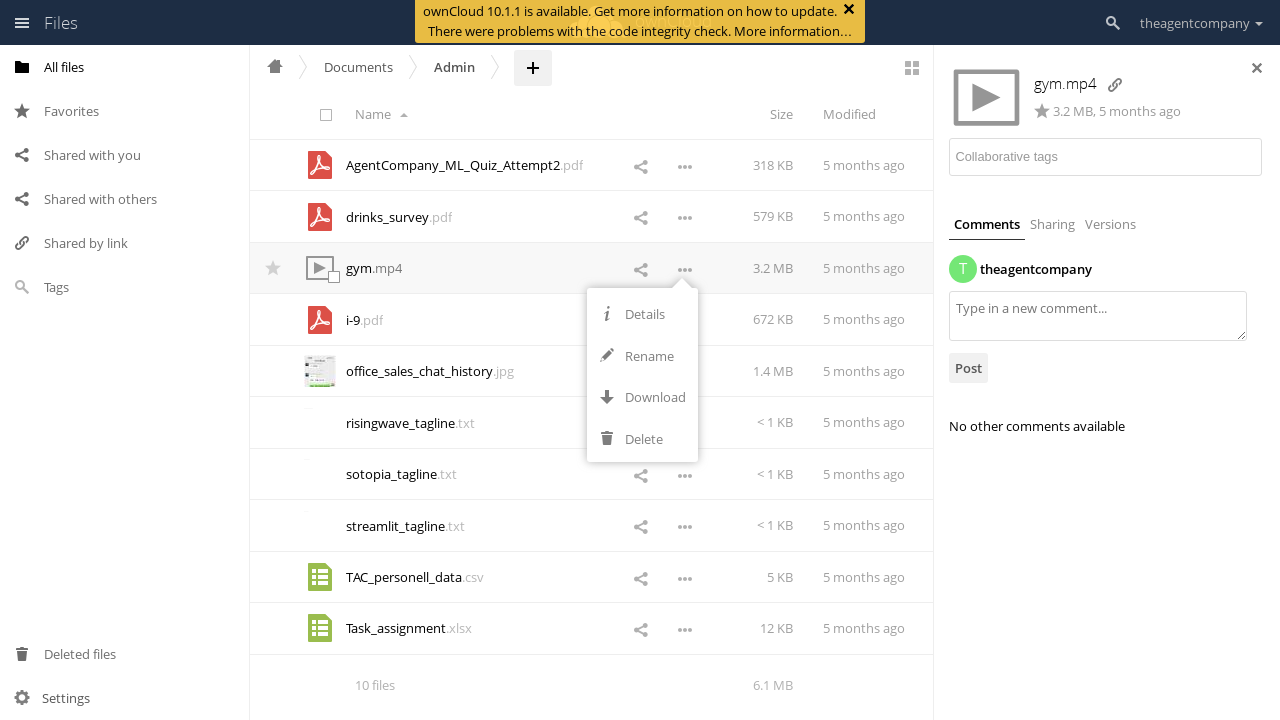 Files
ownCloud 10.1.1 is available. Get more information on how to update.
There were problems with the code integrity check. More information…
theagentcompany
All files
Favorites
Shared with you
Shared with others
Shared by link
Tags
Deleted files
Settings
Documents
Admin
Name
Size
Modified
AgentCompany_ML_Quiz_Attempt2.pdf
318 KB
5 months ago
drinks_survey.pdf
579 KB
5 months ago
gym.mp4
3.2 MB
5 months ago
i-9.pdf
672 KB
5 months ago
office_sales_chat_history.jpg
1.4 MB
5 months ago
risingwave_tagline.txt
< 1 KB
5 months ago
sotopia_tagline.txt
< 1 KB
5 months ago
streamlit_tagline.txt
< 1 KB
5 months ago
TAC_personell_data.csv
5 KB
5 months ago
Task_assignment.xlsx
12 KB
5 months ago
10 files
6.1 MB
Details
Rename
Download
Delete
gym.mp4
3.2 MB, 5 months ago
Collaborative tags
Comments
Sharing
Versions
T
theagentcompany
Type in a new comment...
Post
No other comments available